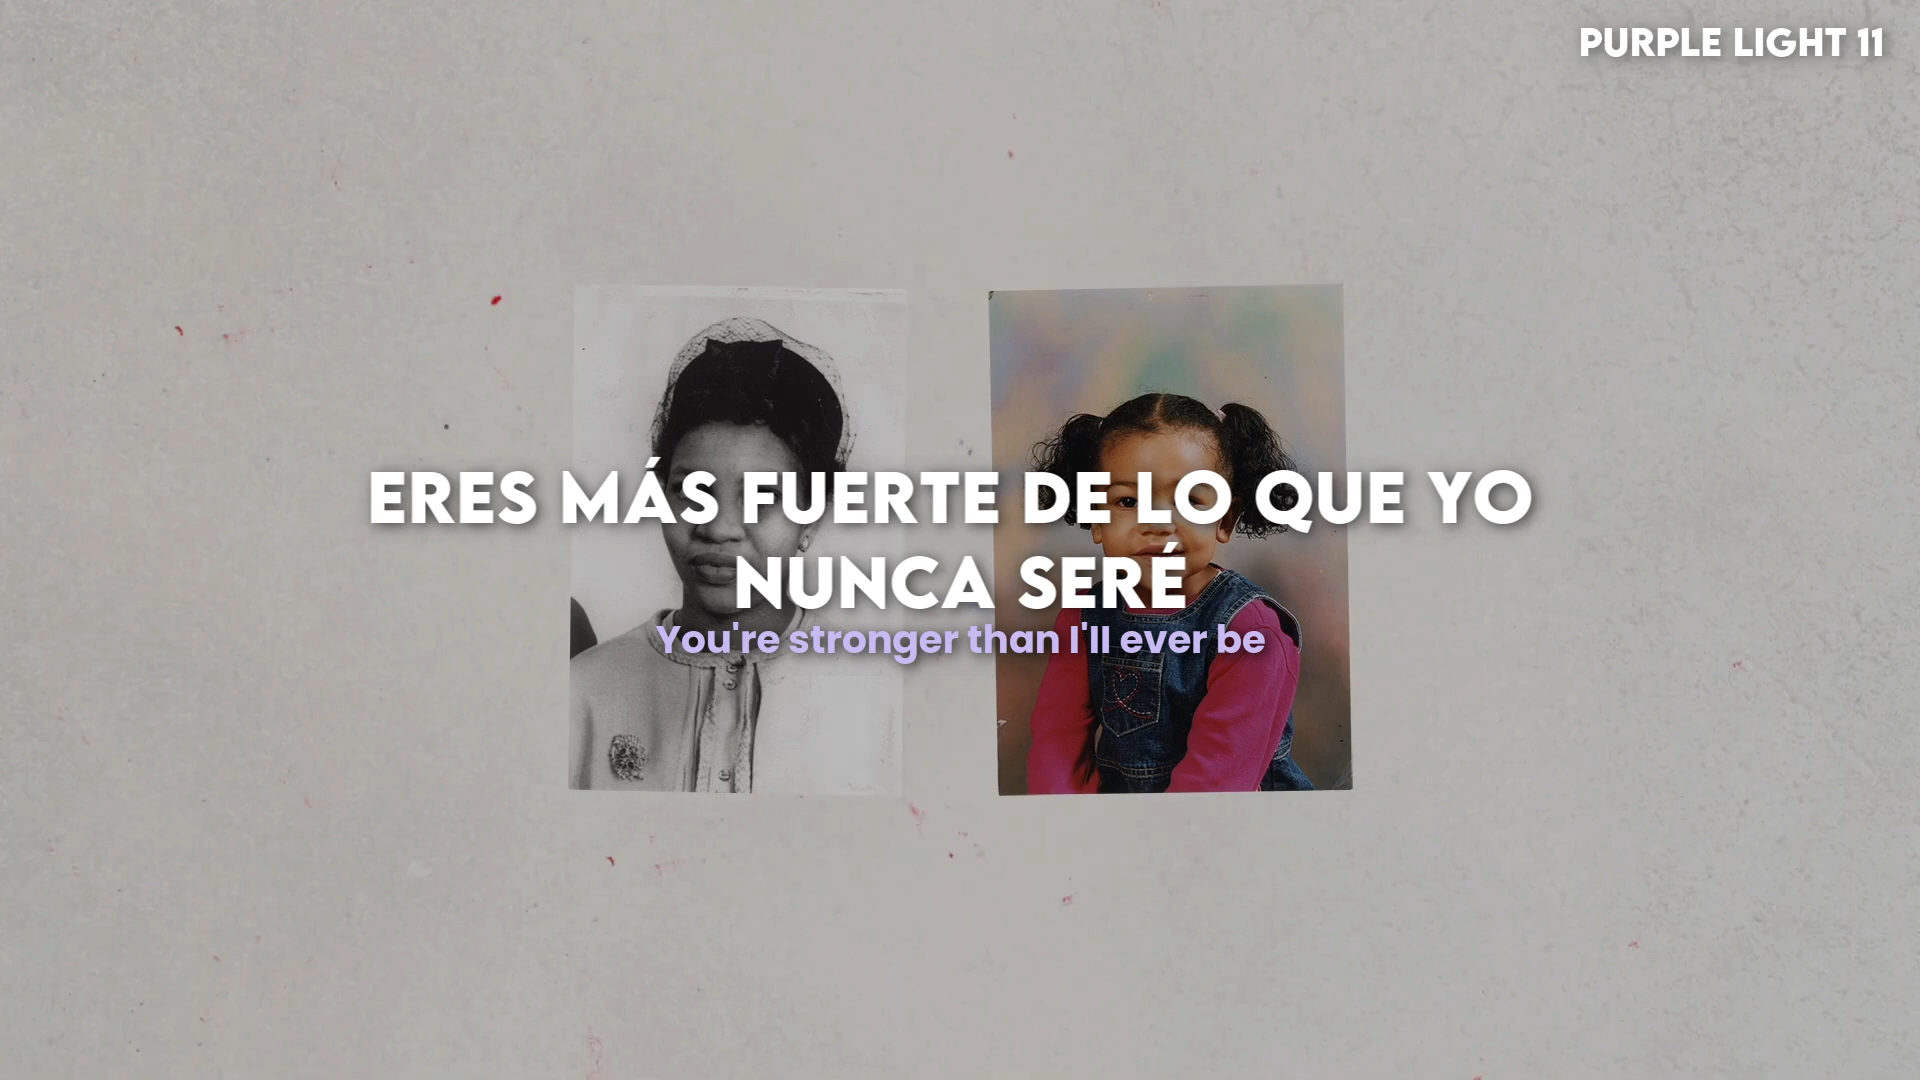 PURPLE LIGHT 11
ERES MÁS FUERTE DE LO QUE YO
NUNCA SERÉ
You're stronger than I'll ever be